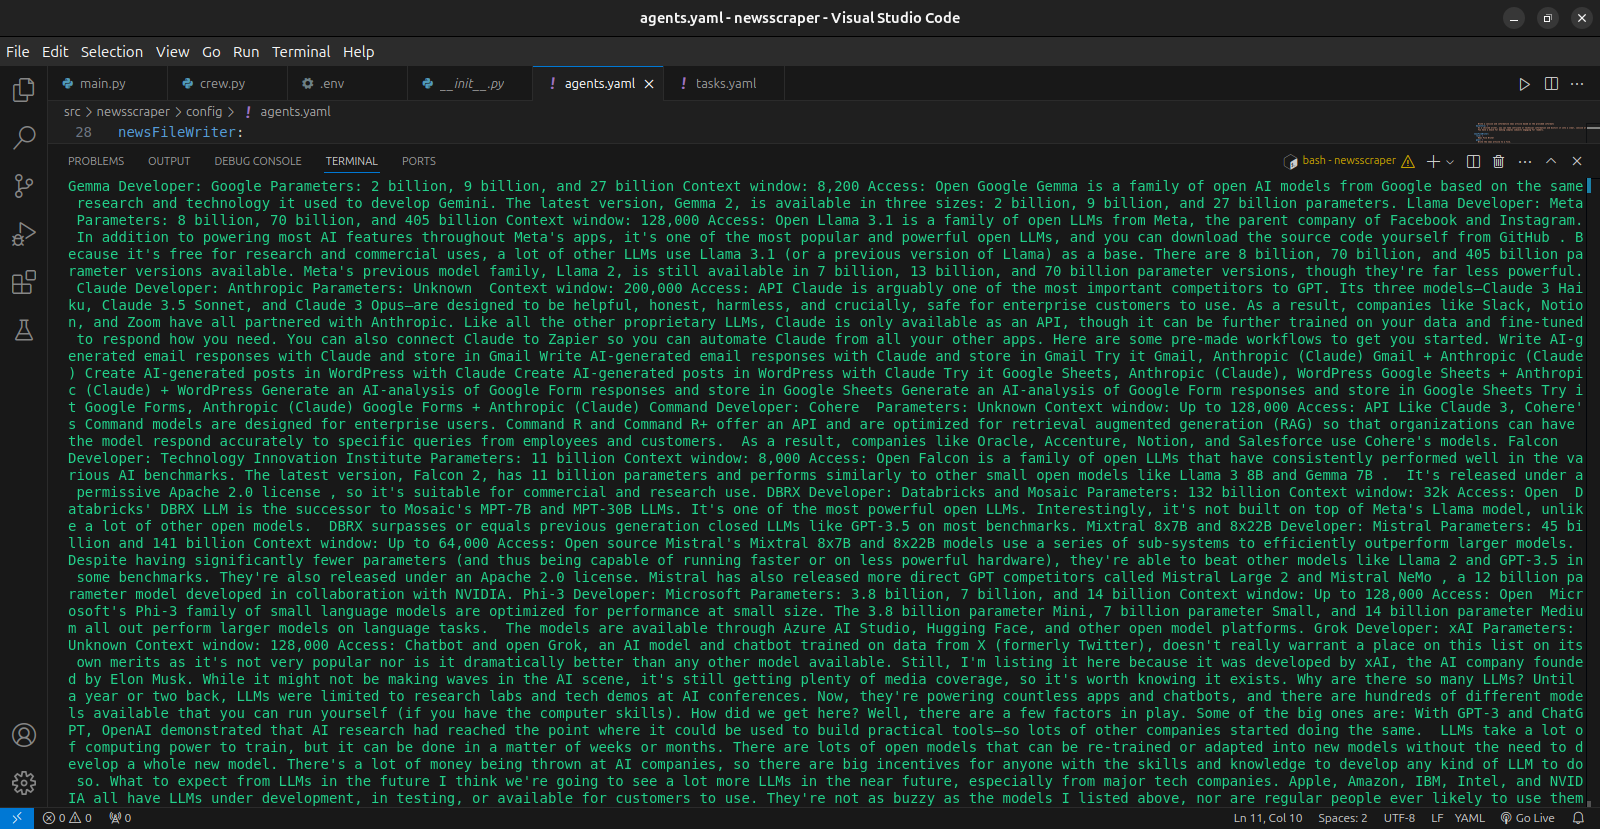 agents.yaml - newsscraper - Visual Studio Code
File Edit Selection View Go Run Terminal Help
main.py crew.py .env __init__.py agents.yaml tasks.yaml
src > newsscraper > config > ! agents.yaml
28 newsFileWriter:
PROBLEMS OUTPUT DEBUG CONSOLE TERMINAL PORTS bash - newsscraper
Gemma Developer: Google Parameters: 2 billion, 9 billion, and 27 billion Context window: 8,200 Access: Open Google Gemma is a family of open AI models from Google based on the same
research and technology it used to develop Gemini. The latest version, Gemma 2, is available in three sizes: 2 billion, 9 billion, and 27 billion parameters. Llama Developer: Meta
Parameters: 8 billion, 70 billion, and 405 billion Context window: 128,000 Access: Open Llama 3.1 is a family of open LLMs from Meta, the parent company of Facebook and Instagram.
In addition to powering most AI features throughout Meta's apps, it's one of the most popular and powerful open LLMs, and you can download the source code yourself from GitHub . B
ecause it's free for research and commercial uses, a lot of other LLMs use Llama 3.1 (or a previous version of Llama) as a base. There are 8 billion, 70 billion, and 405 billion pa
rameter versions available. Meta's previous model family, Llama 2, is still available in 7 billion, 13 billion, and 70 billion parameter versions, though they're far less powerful.
Claude Developer: Anthropic Parameters: Unknown  Context window: 200,000 Access: API Claude is arguably one of the most important competitors to GPT. Its three models—Claude 3 Hai
ku, Claude 3.5 Sonnet, and Claude 3 Opus—are designed to be helpful, honest, harmless, and crucially, safe for enterprise customers to use. As a result, companies like Slack, Notio
n, and Zoom have all partnered with Anthropic. Like all the other proprietary LLMs, Claude is only available as an API, though it can be further trained on your data and fine-tuned
to respond how you need. You can also connect Claude to Zapier so you can automate Claude from all your other apps. Here are some pre-made workflows to get you started. Write AI-g
enerated email responses with Claude and store in Gmail Write AI-generated email responses with Claude and store in Gmail Try it Gmail, Anthropic (Claude) Gmail + Anthropic (Claude
) Create AI-generated posts in WordPress with Claude Create AI-generated posts in WordPress with Claude Try it Google Sheets, Anthropic (Claude), WordPress Google Sheets + Anthropi
c (Claude) + WordPress Generate an AI-analysis of Google Form responses and store in Google Sheets Generate an AI-analysis of Google Form responses and store in Google Sheets Try i
t Google Forms, Anthropic (Claude) Google Forms + Anthropic (Claude) Command Developer: Cohere  Parameters: Unknown Context window: Up to 128,000 Access: API Like Claude 3, Cohere'
s Command models are designed for enterprise users. Command R and Command R+ offer an API and are optimized for retrieval augmented generation (RAG) so that organizations can have
the model respond accurately to specific queries from employees and customers.  As a result, companies like Oracle, Accenture, Notion, and Salesforce use Cohere's models. Falcon
Developer: Technology Innovation Institute Parameters: 11 billion Context window: 8,000 Access: Open Falcon is a family of open LLMs that have consistently performed well in the va
rious AI benchmarks. The latest version, Falcon 2, has 11 billion parameters and performs similarly to other small open models like Llama 3 8B and Gemma 7B .  It's released under a
permissive Apache 2.0 license , so it's suitable for commercial and research use. DBRX Developer: Databricks and Mosaic Parameters: 132 billion Context window: 32k Access: Open  D
atabricks' DBRX LLM is the successor to Mosaic's MPT-7B and MPT-30B LLMs. It's one of the most powerful open LLMs. Interestingly, it's not built on top of Meta's Llama model, unlik
e a lot of other open models.  DBRX surpasses or equals previous generation closed LLMs like GPT-3.5 on most benchmarks. Mixtral 8x7B and 8x22B Developer: Mistral Parameters: 45 bi
llion and 141 billion Context window: Up to 64,000 Access: Open source Mistral's Mixtral 8x7B and 8x22B models use a series of sub-systems to efficiently outperform larger models.
Despite having significantly fewer parameters (and thus being capable of running faster or on less powerful hardware), they're able to beat other models like Llama 2 and GPT-3.5 in
some benchmarks. They're also released under an Apache 2.0 license. Mistral has also released more direct GPT competitors called Mistral Large 2 and Mistral NeMo , a 12 billion pa
rameter model developed in collaboration with NVIDIA. Phi-3 Developer: Microsoft Parameters: 3.8 billion, 7 billion, and 14 billion Context window: Up to 128,000 Access: Open  Micr
osoft's Phi-3 family of small language models are optimized for performance at small size. The 3.8 billion parameter Mini, 7 billion parameter Small, and 14 billion parameter Mediu
m all out perform larger models on language tasks.  The models are available through Azure AI Studio, Hugging Face, and other open model platforms. Grok Developer: xAI Parameters:
Unknown Context window: 128,000 Access: Chatbot and open Grok, an AI model and chatbot trained on data from X (formerly Twitter), doesn't really warrant a place on this list on its
own merits as it's not very popular nor is it dramatically better than any other model available. Still, I'm listing it here because it was developed by xAI, the AI company founde
d by Elon Musk. While it might not be making waves in the AI scene, it's still getting plenty of media coverage, so it's worth knowing it exists. Why are there so many LLMs? Until
a year or two back, LLMs were limited to research labs and tech demos at AI conferences. Now, they're powering countless apps and chatbots, and there are hundreds of different mode
ls available that you can run yourself (if you have the computer skills). How did we get here? Well, there are a few factors in play. Some of the big ones are: With GPT-3 and ChatG
PT, OpenAI demonstrated that AI research had reached the point where it could be used to build practical tools—so lots of other companies started doing the same.  LLMs take a lot o
f computing power to train, but it can be done in a matter of weeks or months. There are lots of open models that can be re-trained or adapted into new models without the need to d
evelop a whole new model. There's a lot of money being thrown at AI companies, so there are big incentives for anyone with the skills and knowledge to develop any kind of LLM to do
so. What to expect from LLMs in the future I think we're going to see a lot more LLMs in the near future, especially from major tech companies. Apple, Amazon, IBM, Intel, and NVID
IA all have LLMs under development, in testing, or available for customers to use. They're not as buzzy as the models I listed above, nor are regular people ever likely to use them
0 0 0 Ln 11, Col 10 Spaces: 2 UTF-8 LF YAML Go Live